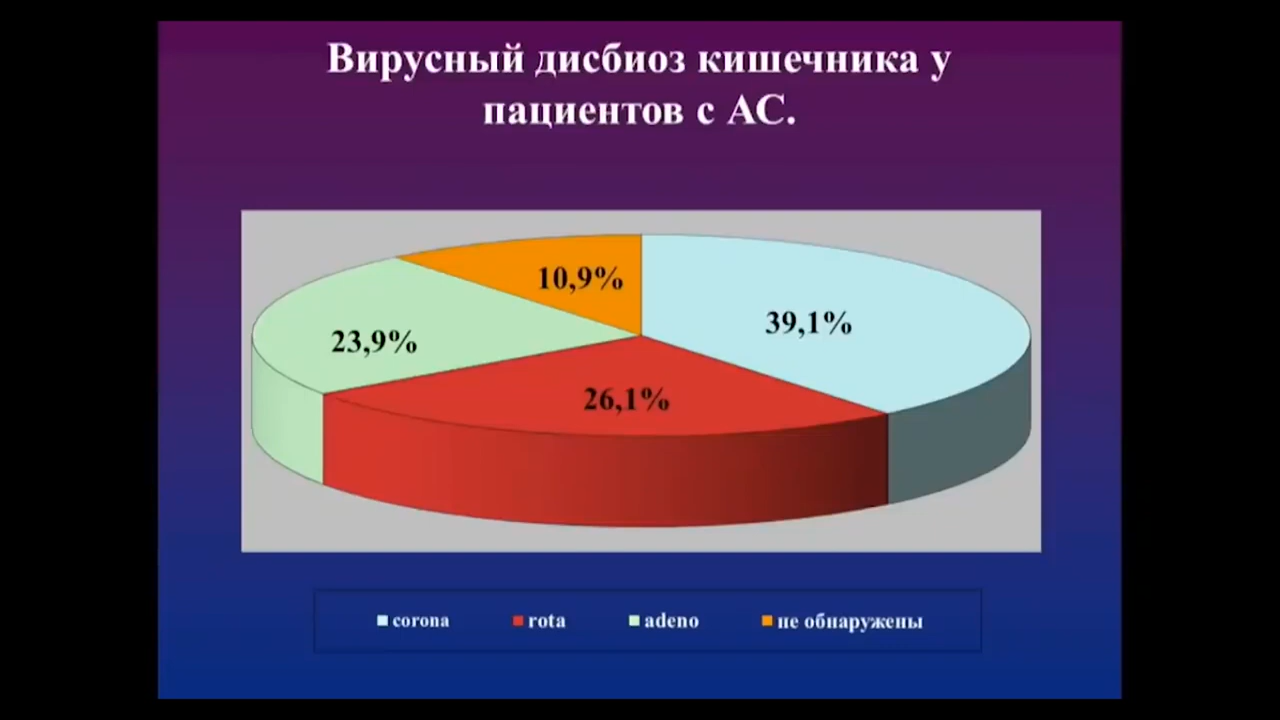 Вирусный дисбиоз кишечника у
пациентов с АС.
10,9%
39,1%
23,9%
26,1%
corona rota adeno не обнаружены